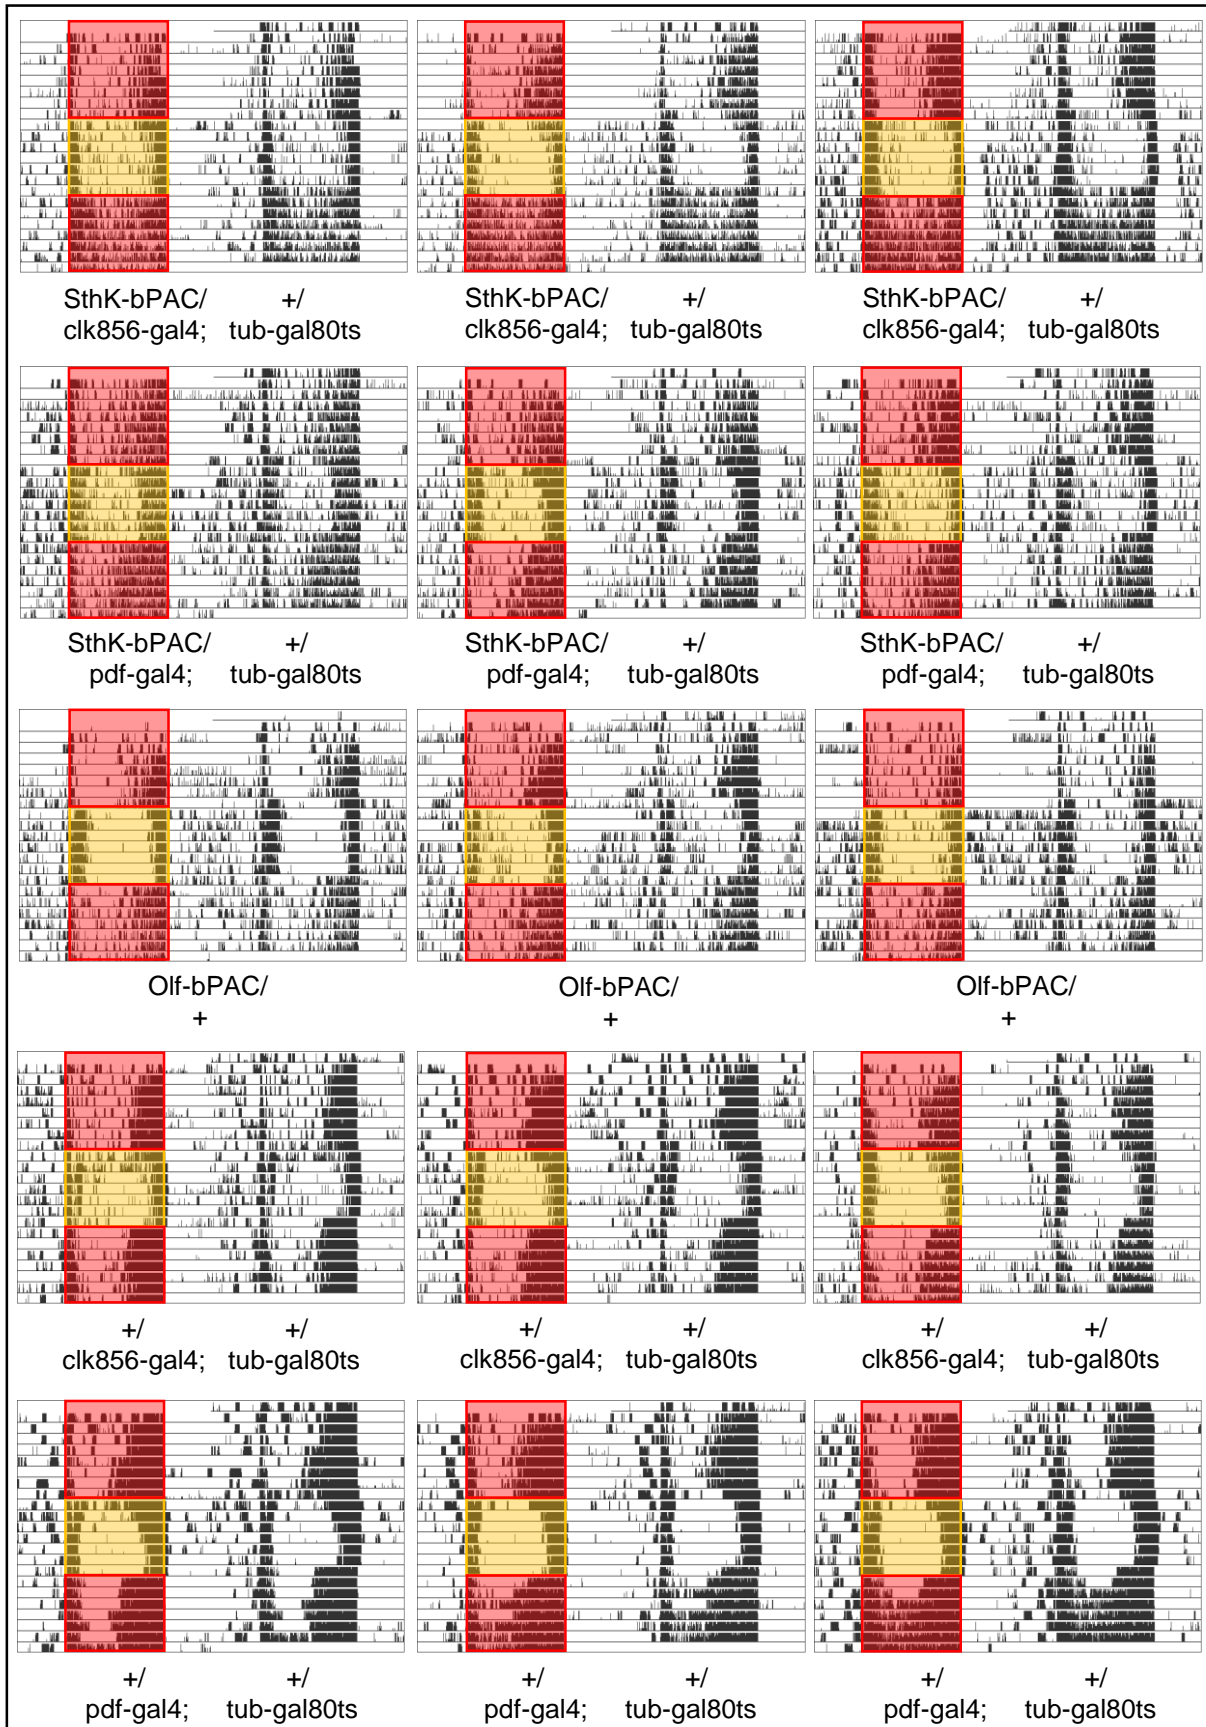 SthK-bPAC/ +/ SthK-bPAC/ +/ SthK-bPAC/ +/
clk856-gal4; tub-gal80ts clk856-gal4; tub-gal80ts clk856-gal4; tub-gal80ts
SthK-bPAC/ +/ SthK-bPAC/ +/ SthK-bPAC/ +/
pdf-gal4; tub-gal80ts pdf-gal4; tub-gal80ts pdf-gal4; tub-gal80ts
Olf-bPAC/ Olf-bPAC/ Olf-bPAC/
+ + +
+/ +/ +/ +/ +/ +/
clk856-gal4; tub-gal80ts clk856-gal4; tub-gal80ts clk856-gal4; tub-gal80ts
+/ +/ +/ +/ +/ +/
pdf-gal4; tub-gal80ts pdf-gal4; tub-gal80ts pdf-gal4; tub-gal80ts